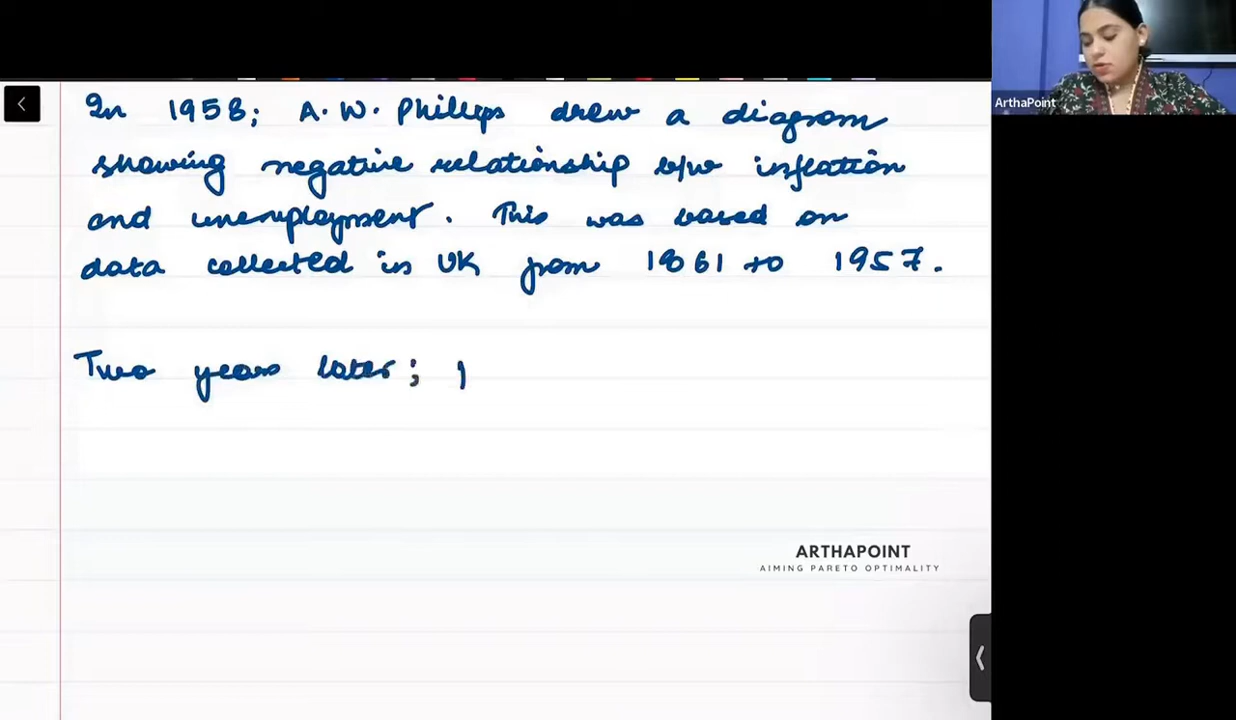 In 1958; A.W. Phillips drew a diagram
showing negative relationship b/w inflation
and unemployment. This was based on
data collected in UK from 1861 to 1957.
Two years later;
ARTHAPOINT
AIMING PARETO OPTIMALITY
ArthaPoint